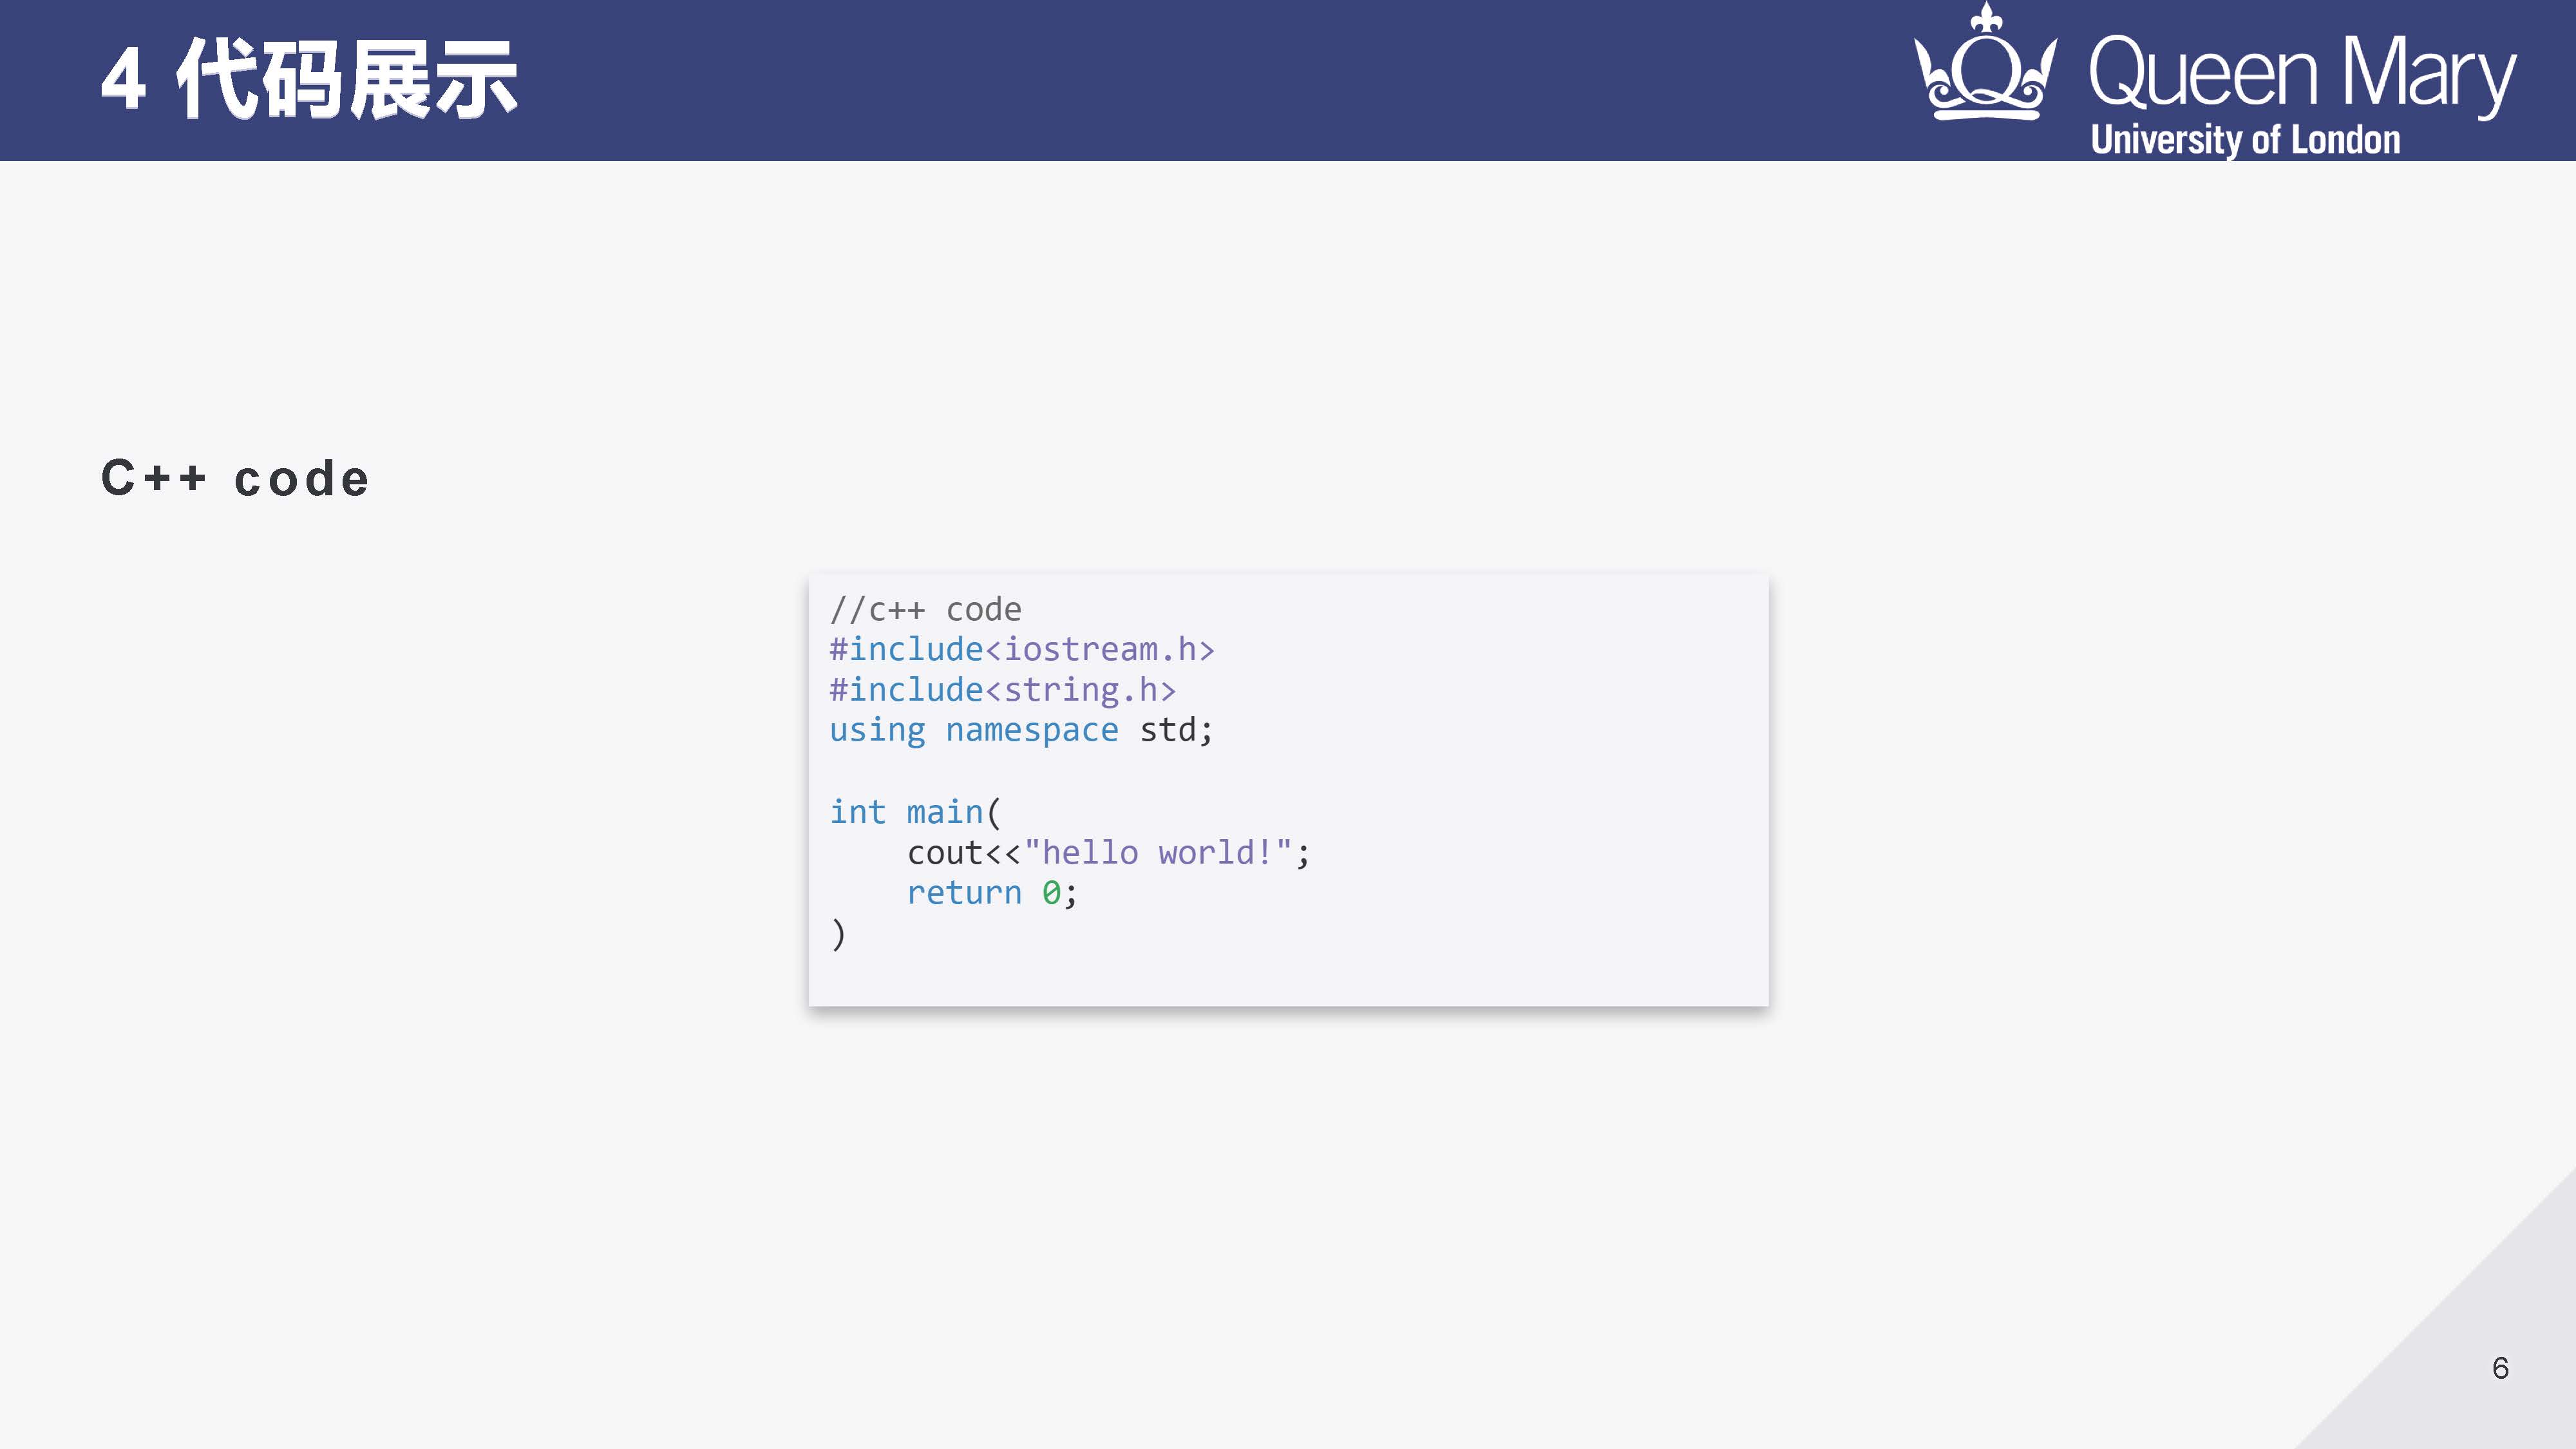 4 代码展示
Queen Mary
University of London
C++ code
//c++ code
#include<iostream.h>
#include<string.h>
using namespace std;
int main(
    cout<<"hello world!";
    return 0;
)
6